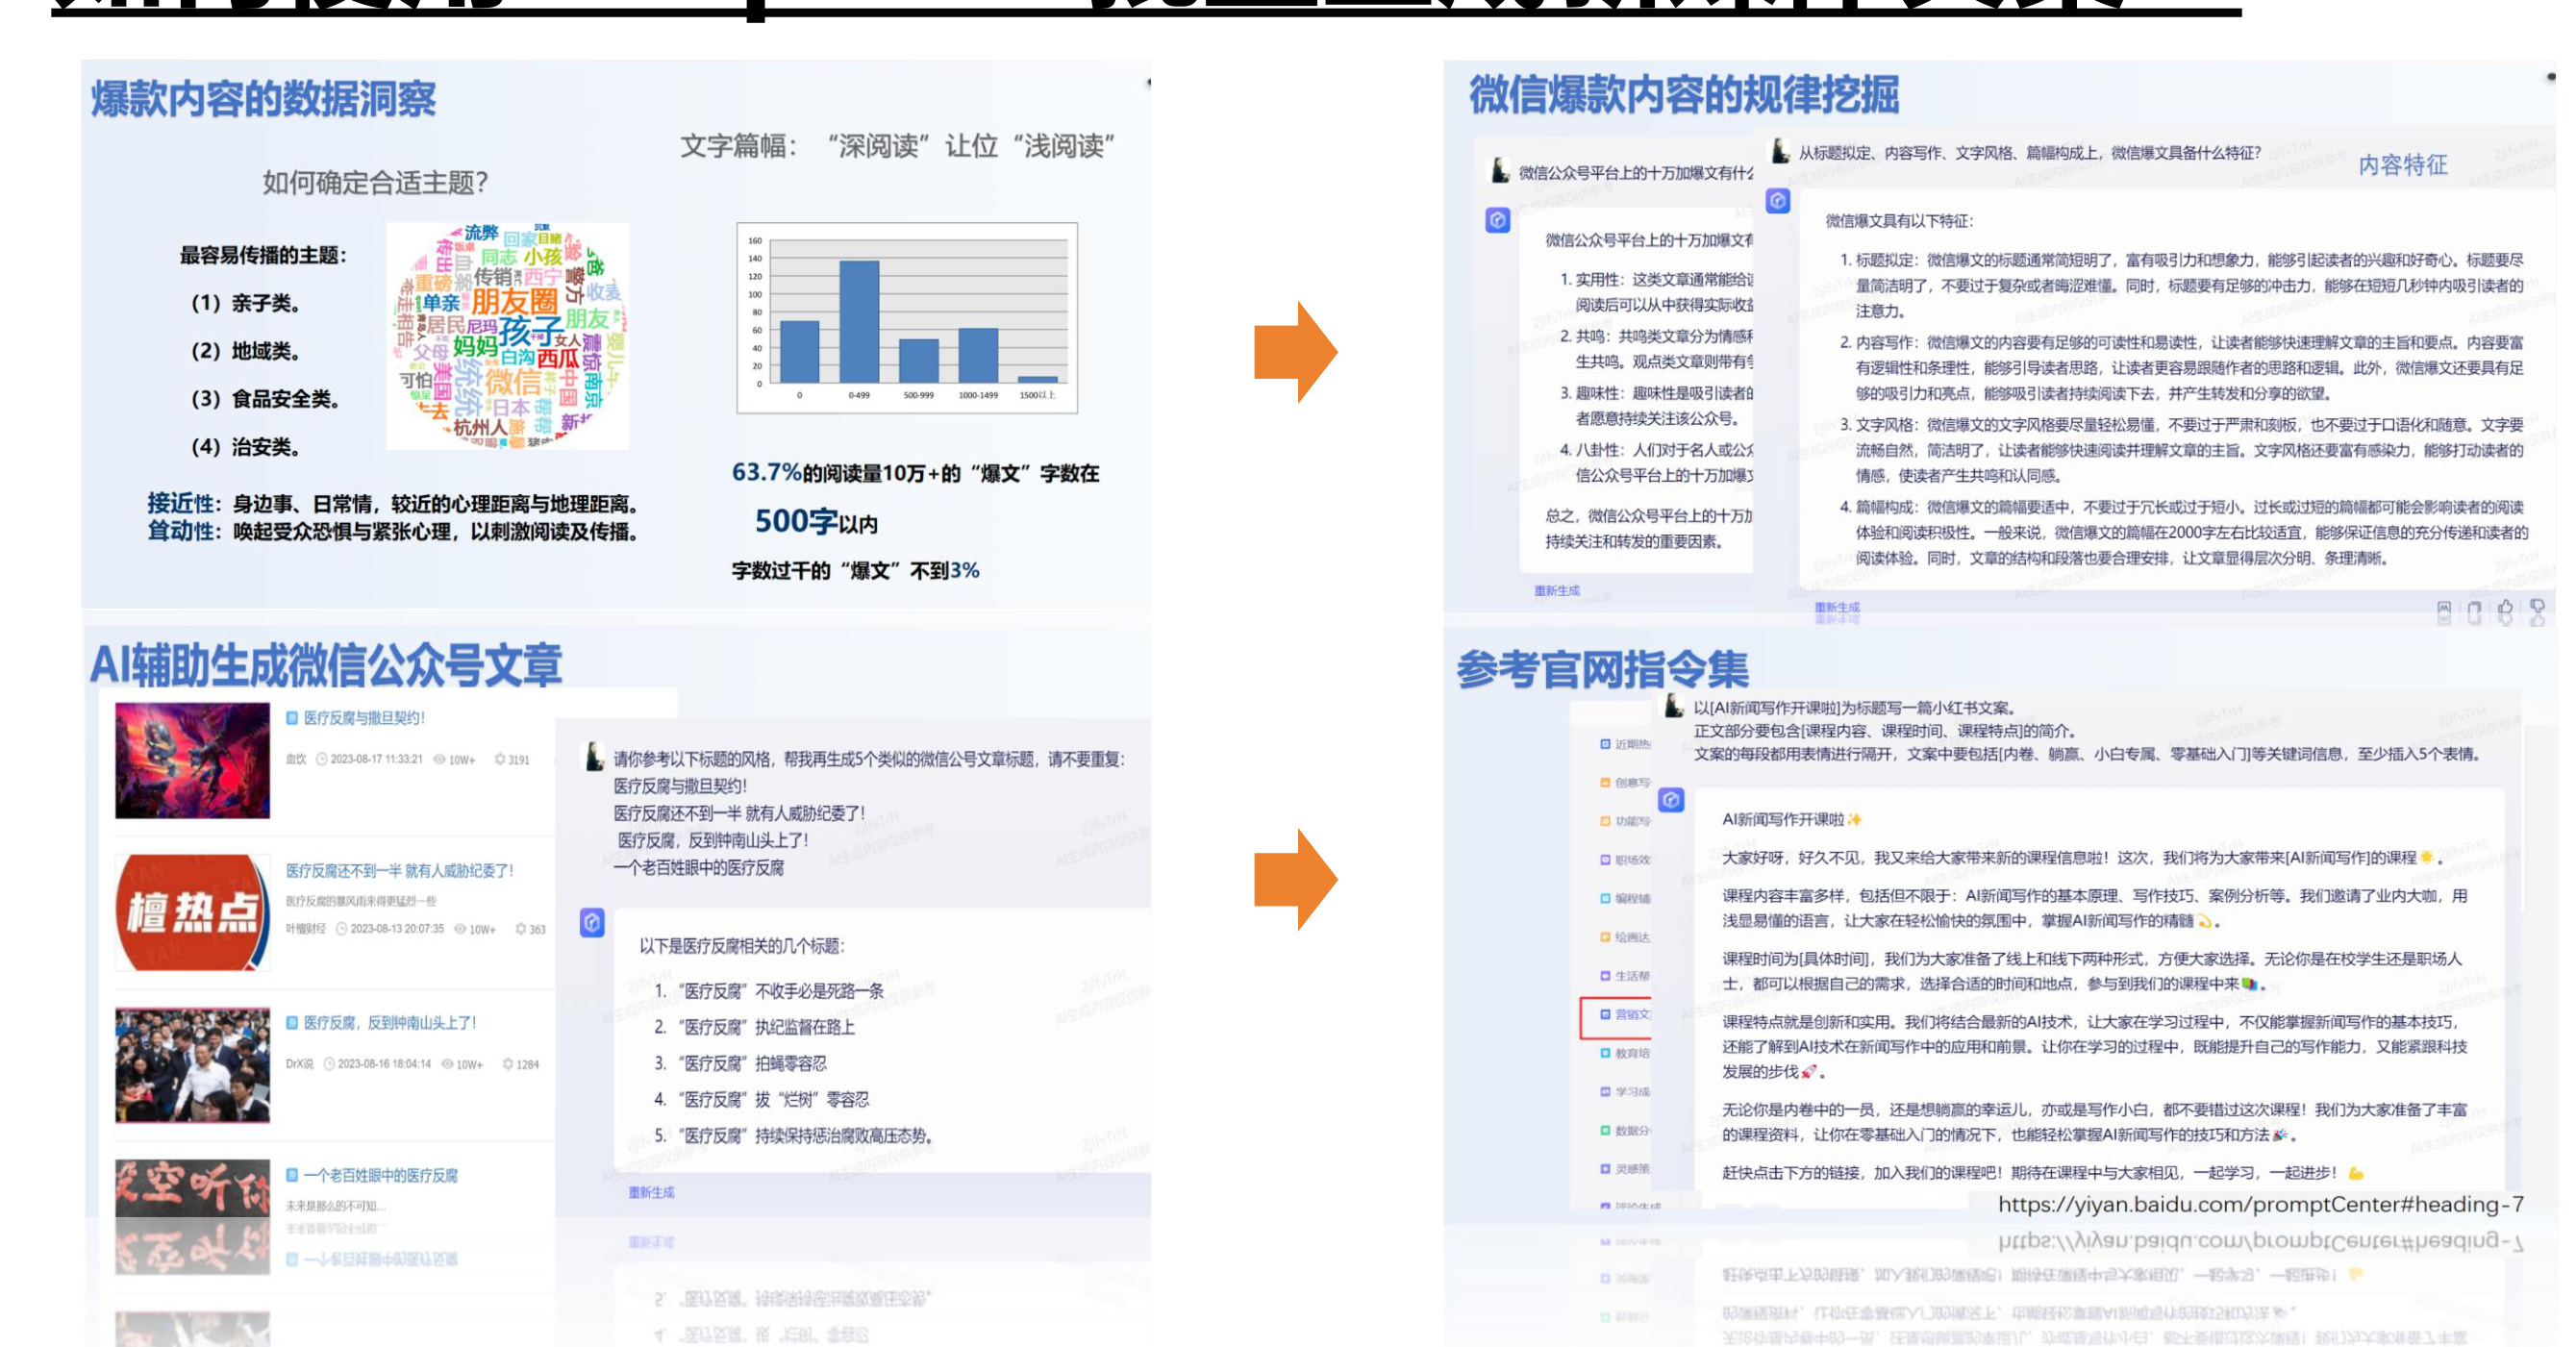 爆款内容的数据洞察
文字篇幅：“深阅读”让位“浅阅读”
如何确定合适主题？
最容易传播的主题：
（1）亲子类。
（2）地域类。
（3）食品安全类。
（4）治安类。
接近性：身边事、日常情，较近的心理距离与地理距离。
耸动性：唤起受众恐惧与紧张心理，以刺激阅读及传播。
流弊 回家 目睹
同志 小孩
传销 西宁 警方
重磅 单亲 朋友圈 收麦
居民 尼玛 孩子 朋友
父母 妈妈 白沟 西瓜 女人 震惊
可怕 美国 统统 微信 中国 南京
日本 帮帮
杭州人
160
140
120
100
80
60
40
20
0
0 0-499 500-999 1000-1499 1500以上
63.7%的阅读量10万+的“爆文”字数在
500字以内
字数过千的“爆文”不到3%
微信爆款内容的规律挖掘
微信公众号平台上的十万加爆文有什么
微信公众号平台上的十万加爆文有
1. 实用性：这类文章通常能给读
阅读后可以从中获得实际收益
2. 共鸣：共鸣类文章分为情感和
生共鸣。观点类文章则带有
3. 趣味性：趣味性是吸引读者的
者愿意持续关注该公众号。
4. 八卦性：人们对于名人或公众
信公众号平台上的十万加爆文
总之，微信公众号平台上的十万加
持续关注和转发的重要因素。
重新生成
从标题拟定、内容写作、文字风格、篇幅构成上，微信爆文具备什么特征？
内容特征
微信爆文具有以下特征：
1. 标题拟定：微信爆文的标题通常简短明了，富有吸引力和想象力，能够引起读者的兴趣和好奇心。标题要尽
量简洁明了，不要过于复杂或者晦涩难懂。同时，标题要有足够的冲击力，能够在短短几秒钟内吸引读者的
注意力。
2. 内容写作：微信爆文的内容要有足够的可读性和易读性，让读者能够快速理解文章的主旨和要点。内容要富
有逻辑性和条理性，能够引导读者思路，让读者更容易跟随作者的思路和逻辑。此外，微信爆文还要具有足
够的吸引力和亮点，能够吸引读者持续阅读下去，并产生转发和分享的欲望。
3. 文字风格：微信爆文的文字风格要尽量轻松易懂，不要过于严肃和刻板，也不要过于口语化和随意。文字要
流畅自然，简洁明了，让读者能够快速阅读并理解文章的主旨。文字风格还要富有感染力，能够打动读者的
情感，使读者产生共鸣和认同感。
4. 篇幅构成：微信爆文的篇幅要适中，不要过于冗长或过于短小。过长或过短的篇幅都可能会影响读者的阅读
体验和阅读积极性。一般来说，微信爆文的篇幅在2000字左右比较适宜，能够保证信息的充分传递和读者的
阅读体验。同时，文章的结构和段落也要合理安排，让文章显得层次分明、条理清晰。
重新生成
AI辅助生成微信公众号文章
医疗反腐与撒旦契约！
血饮 2023-08-17 11:33:21 10W+ 3191
檀热点
医疗反腐还不到一半 就有人威胁纪委了！
医疗反腐的暴风雨来得更猛烈一些
叶檀财经 2023-08-13 20:07:35 10W+ 363
医疗反腐，反到钟南山头上了！
DrX说 2023-08-16 18:04:14 10W+ 1284
一个老百姓眼中的医疗反腐
未来是那么的不可知...
请你参考以下标题的风格，帮我再生成5个类似的微信公号文章标题，请不要重复：
医疗反腐与撒旦契约！
医疗反腐还不到一半 就有人威胁纪委了！
医疗反腐，反到钟南山头上了！
一个老百姓眼中的医疗反腐
以下是医疗反腐相关的几个标题：
1. “医疗反腐”不收手必是死路一条
2. “医疗反腐”执纪监督在路上
3. “医疗反腐”拍蝇零容忍
4. “医疗反腐”拔“烂树”零容忍
5. “医疗反腐”持续保持惩治腐败高压态势。
重新生成
参考官网指令集
近期热
创意写
功能写
职场效
编程辅
绘画达
生活帮
营销文
教育培
学习成
数据分
灵感策
以[AI新闻写作开课啦]为标题写一篇小红书文案。
正文部分要包含[课程内容、课程时间、课程特点]的简介。
文案的每段都用表情进行隔开，文案中要包括[内卷、躺赢、小白专属、零基础入门]等关键词信息，至少插入5个表情。
AI新闻写作开课啦✨
大家好呀，好久不见，我又来给大家带来新的课程信息啦！这次，我们将为大家带来[AI新闻写作]的课程🌟。
课程内容丰富多样，包括但不限于：AI新闻写作的基本原理、写作技巧、案例分析等。我们邀请了业内大咖，用
浅显易懂的语言，让大家在轻松愉快的氛围中，掌握AI新闻写作的精髓💫。
课程时间为[具体时间]，我们为大家准备了线上和线下两种形式，方便大家选择。无论你是在校学生还是职场人
士，都可以根据自己的需求，选择合适的时间和地点，参与到我们的课程中来📚。
课程特点就是创新和实用。我们将结合最新的AI技术，让大家在学习过程中，不仅能掌握新闻写作的基本技巧，
还能了解到AI技术在新闻写作中的应用和前景。让你在学习的过程中，既能提升自己的写作能力，又能紧跟科技
发展的步伐🚀。
无论你是内卷中的一员，还是想躺赢的幸运儿，亦或是写作小白，都不要错过这次课程！我们为大家准备了丰富
的课程资料，让你在零基础入门的情况下，也能轻松掌握AI新闻写作的技巧和方法🎉。
赶快点击下方的链接，加入我们的课程吧！期待在课程中与大家相见，一起学习，一起进步！💪
https://yiyan.baidu.com/promptCenter#heading-7